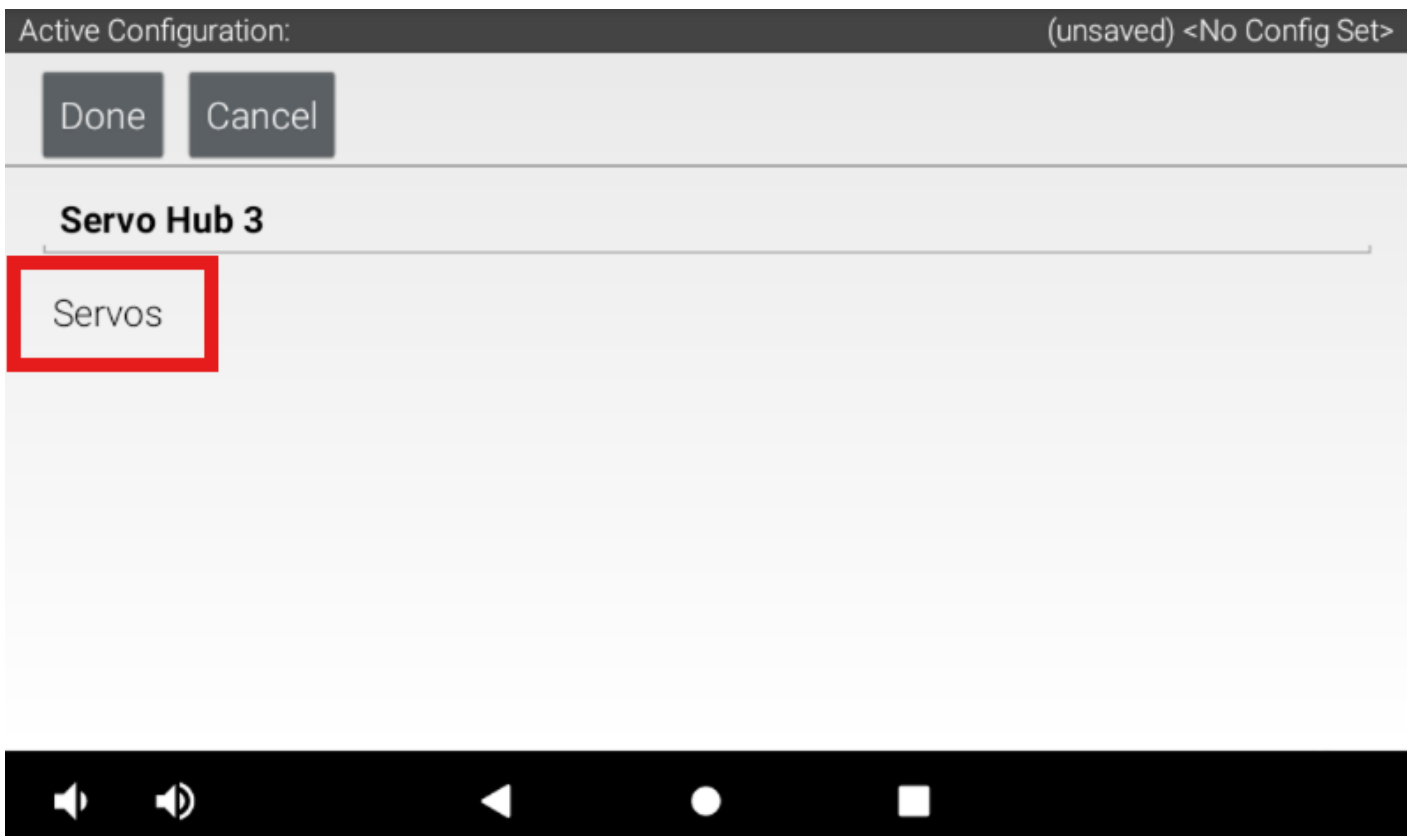 Active Configuration: (unsaved) <No Config Set>
Done Cancel
Servo Hub 3
Servos